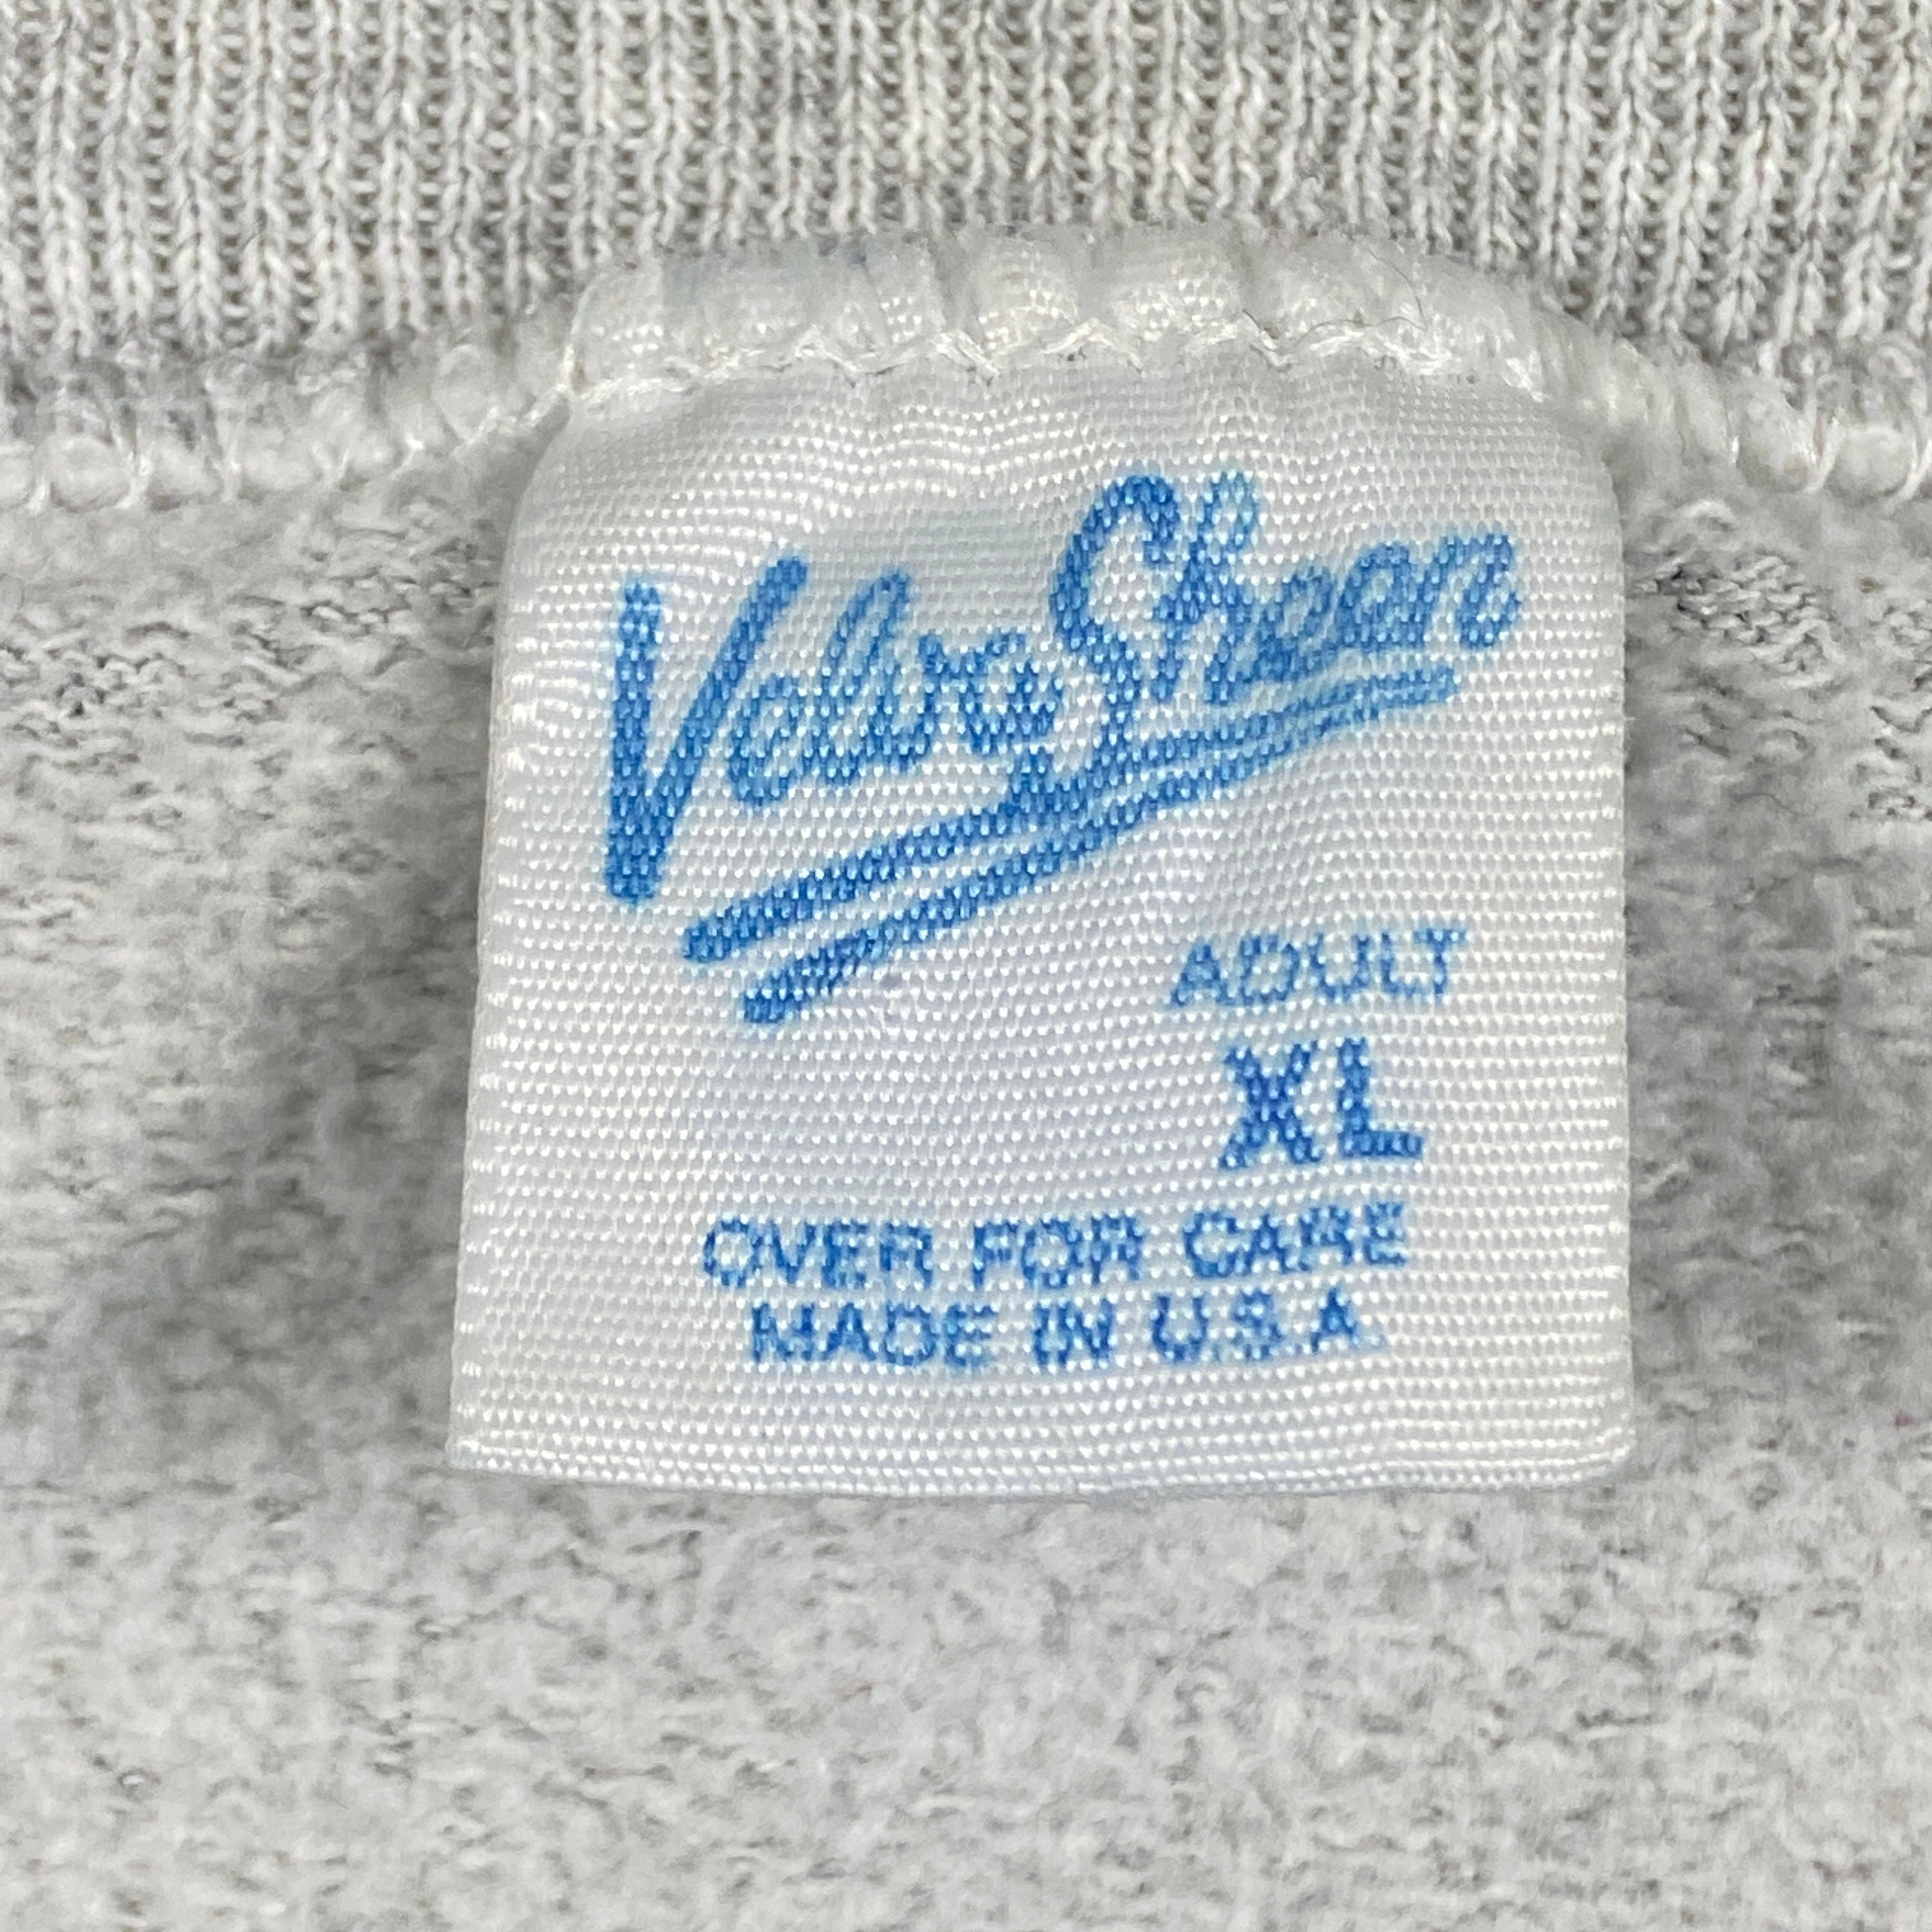 Velva Sheen
ADULT
XL
OVER FOR CARE
MADE IN U.S.A.